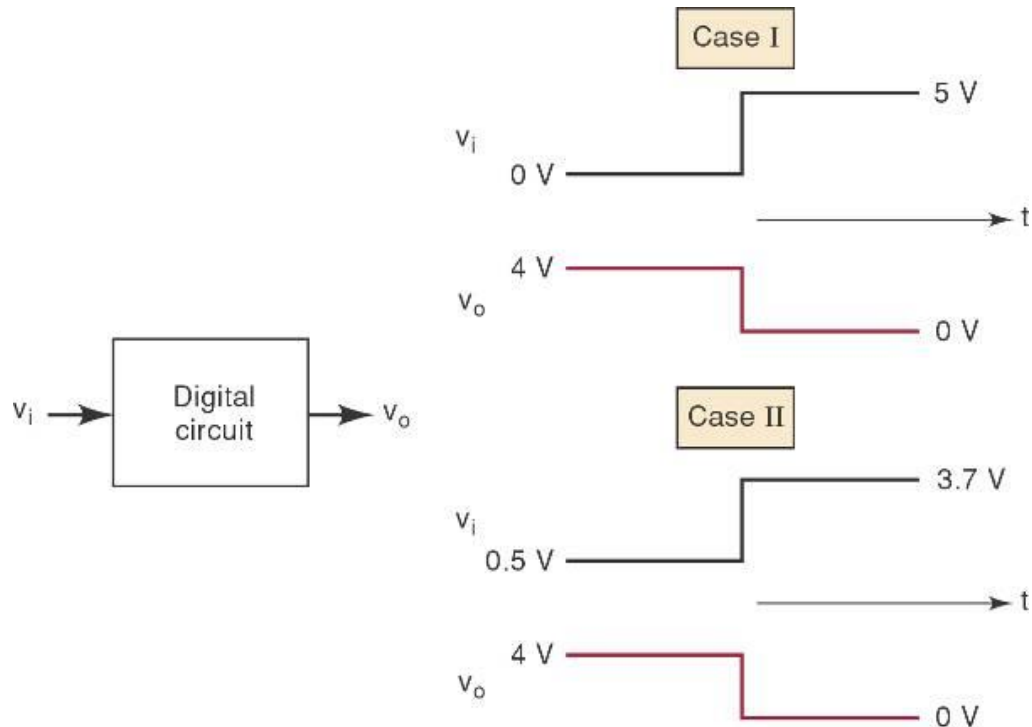 Case I
5 V
vi
0 V
t
4 V
vo
0 V
Digital
circuit
vi
vo
Case II
3.7 V
vi
0.5 V
t
4 V
vo
0 V